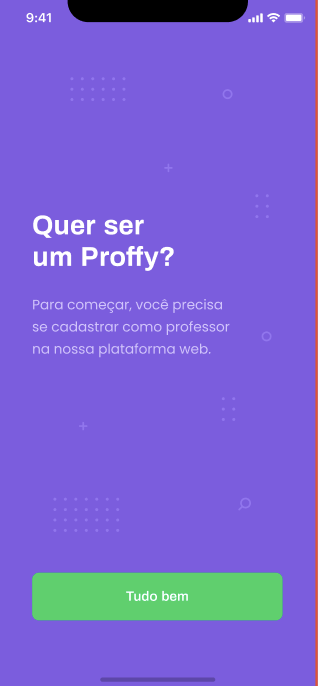 9:41
Quer ser
um Proffy?
Para começar, você precisa
se cadastrar como professor
na nossa plataforma web.
Tudo bem